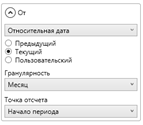 От
Относительная дата
Предыдущий
Текущий
Пользовательский
Гранулярность
Месяц
Точка отсчета
Начало периода